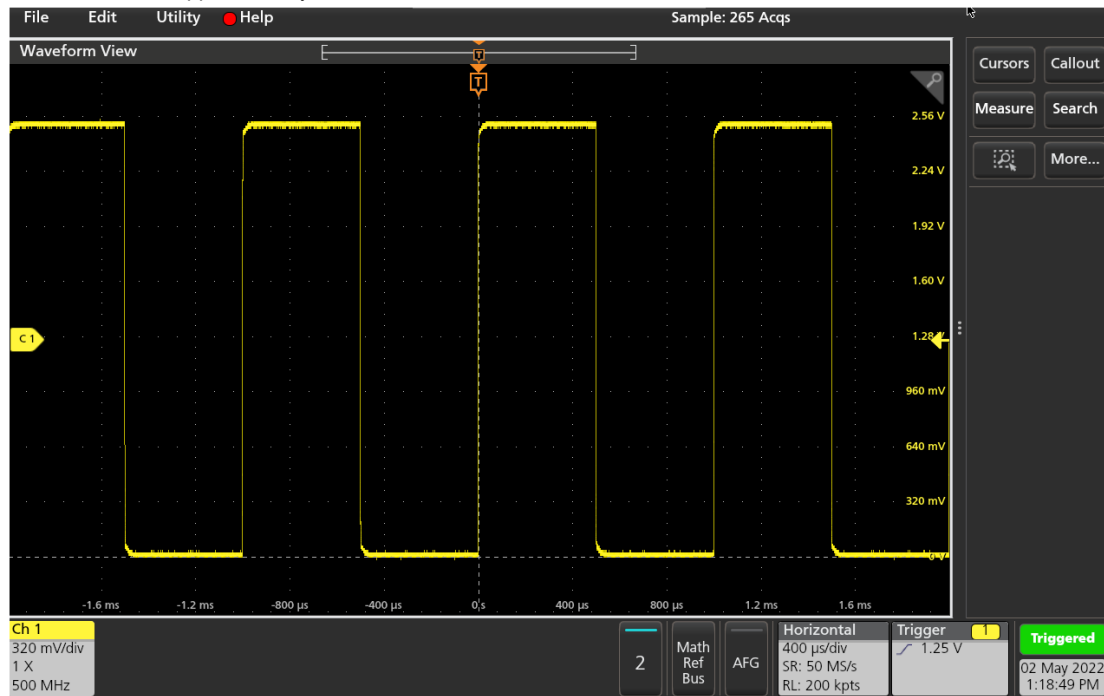 File Edit Utility Help Sample: 265 Acqs
Waveform View
T
T
Cursors Callout
Measure Search
More...
2.56 V
2.24 V
1.92 V
1.60 V
C 1
960 mV
640 mV
320 mV
-1.6 ms -1.2 ms -800 µs -400 µs 0 s 400 µs 800 µs 1.2 ms 1.6 ms
Ch 1
320 mV/div
1 X
500 MHz
2
Math
Ref
Bus
AFG
Horizontal
400 µs/div
SR: 50 MS/s
RL: 200 kpts
Trigger 1
1.25 V
Triggered
02 May 2022
1:18:49 PM